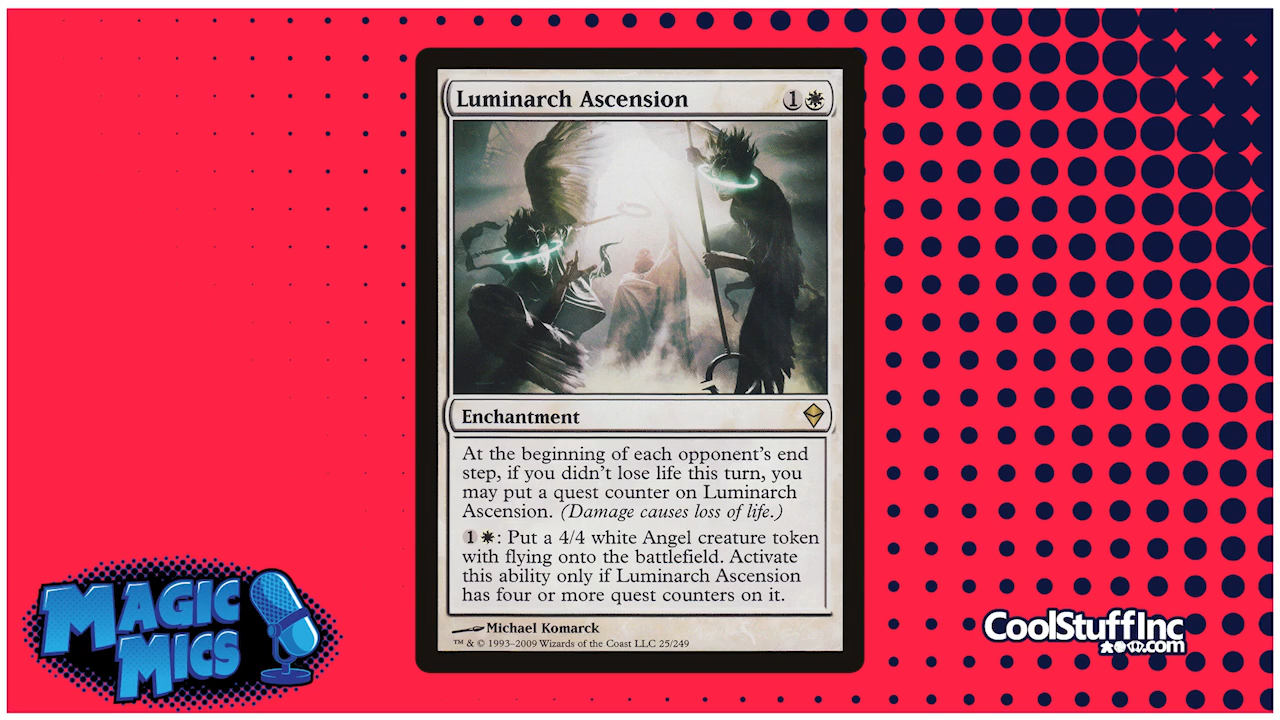 Luminarch Ascension 1
Enchantment
At the beginning of each opponent's end
step, if you didn't lose life this turn, you
may put a quest counter on Luminarch
Ascension. (Damage causes loss of life.)
1 : Put a 4/4 white Angel creature token
with flying onto the battlefield. Activate
this ability only if Luminarch Ascension
has four or more quest counters on it.
Michael Komarck
™ & © 1993–2009 Wizards of the Coast LLC 25/249
MAGIC
MICS
CoolStuffInc
.com